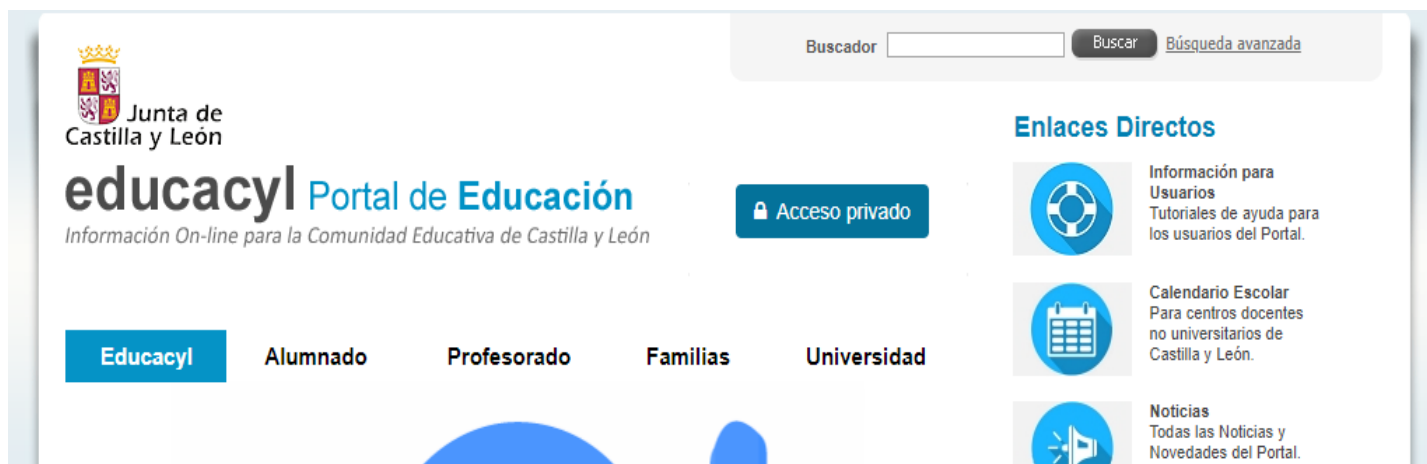 Buscador Buscar Búsqueda avanzada
Junta de
Castilla y León
educacyl Portal de Educación
Información On-line para la Comunidad Educativa de Castilla y León
Acceso privado
Educacyl Alumnado Profesorado Familias Universidad
Enlaces Directos
Información para
Usuarios
Tutoriales de ayuda para
los usuarios del Portal.
Calendario Escolar
Para centros docentes
no universitarios de
Castilla y León.
Noticias
Todas las Noticias y
Novedades del Portal.